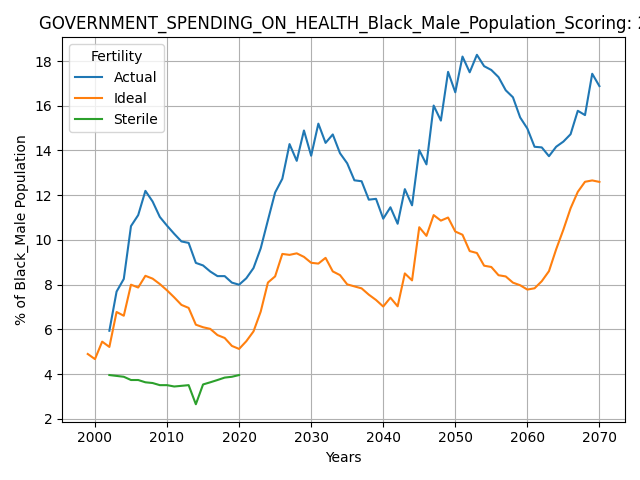 GOVERNMENT_SPENDING_ON_HEALTH_Black_Male_Population_Scoring:
Fertility
Actual
Ideal
Sterile
% of Black_Male Population
18
16
14
12
10
8
6
4
2
2000 2010 2020 2030 2040 2050 2060 2070
Years